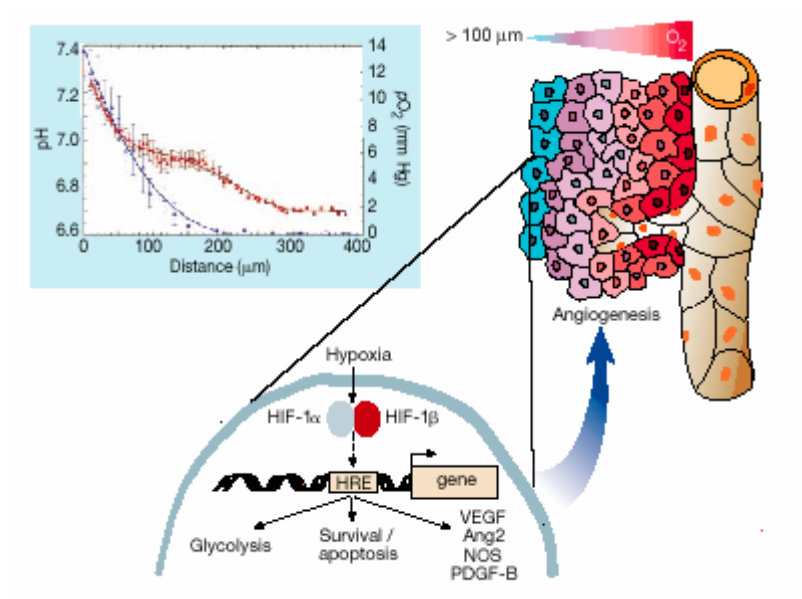 > 100 μm
O2
7.4
7.2
7.0
6.8
6.6
pH
14
12
10
8
6
4
2
0
pO2 (mm Hg)
0 100 200 300 400
Distance (μm)
Angiogenesis
Hypoxia
HIF-1α HIF-1β
HRE gene
Glycolysis
Survival /
apoptosis
VEGF
Ang2
NOS
PDGF-B